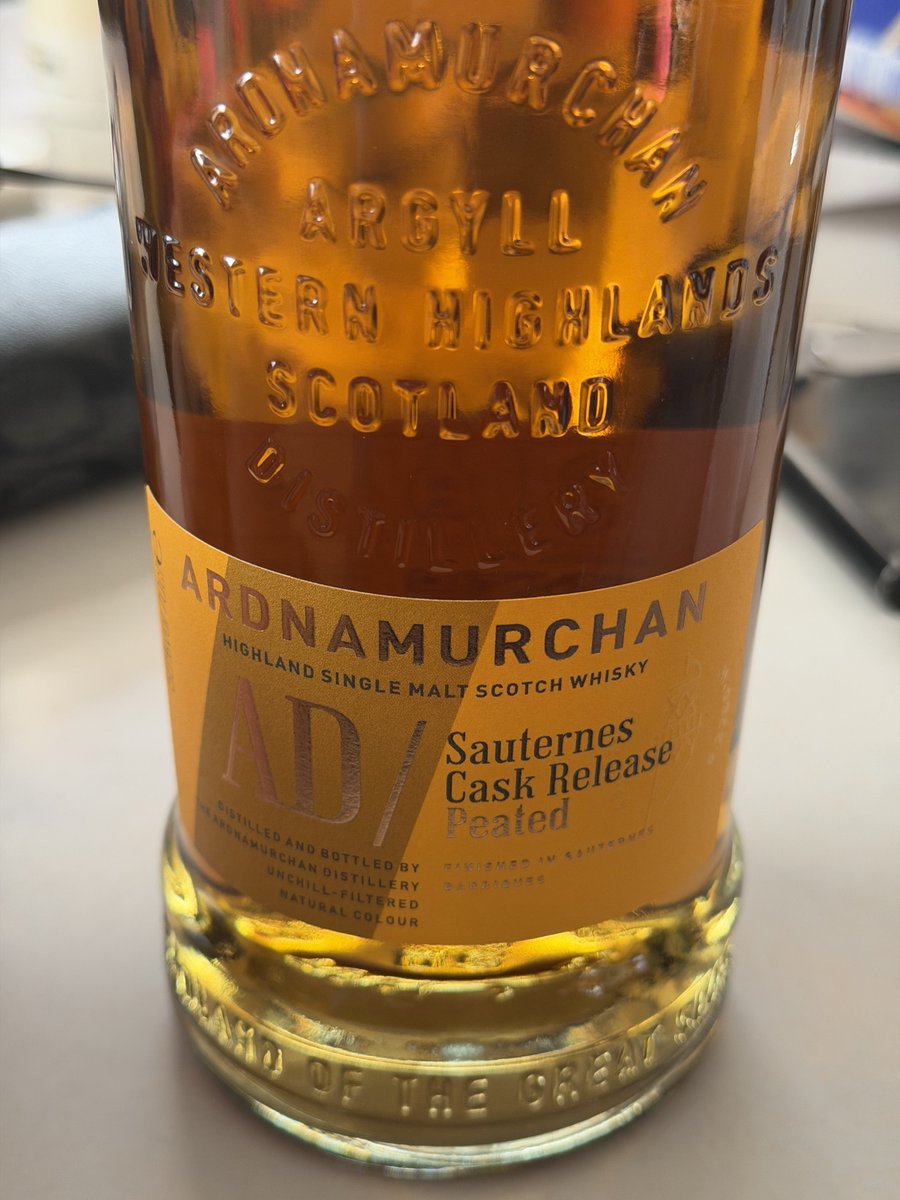 ARDNAMURCHAN
ARGYLL
WESTERN HIGHLANDS
SCOTLAND
DISTILLERY
ARDNAMURCHAN
HIGHLAND SINGLE MALT SCOTCH WHISKY
AD/
Sauternes
Cask Release
Peated
DISTILLED AND BOTTLED BY
THE ARDNAMURCHAN DISTILLERY
UNCHILL-FILTERED
NATURAL COLOUR
FINISHED IN SAUTERNES
BARRIQUES
OF THE GREAT